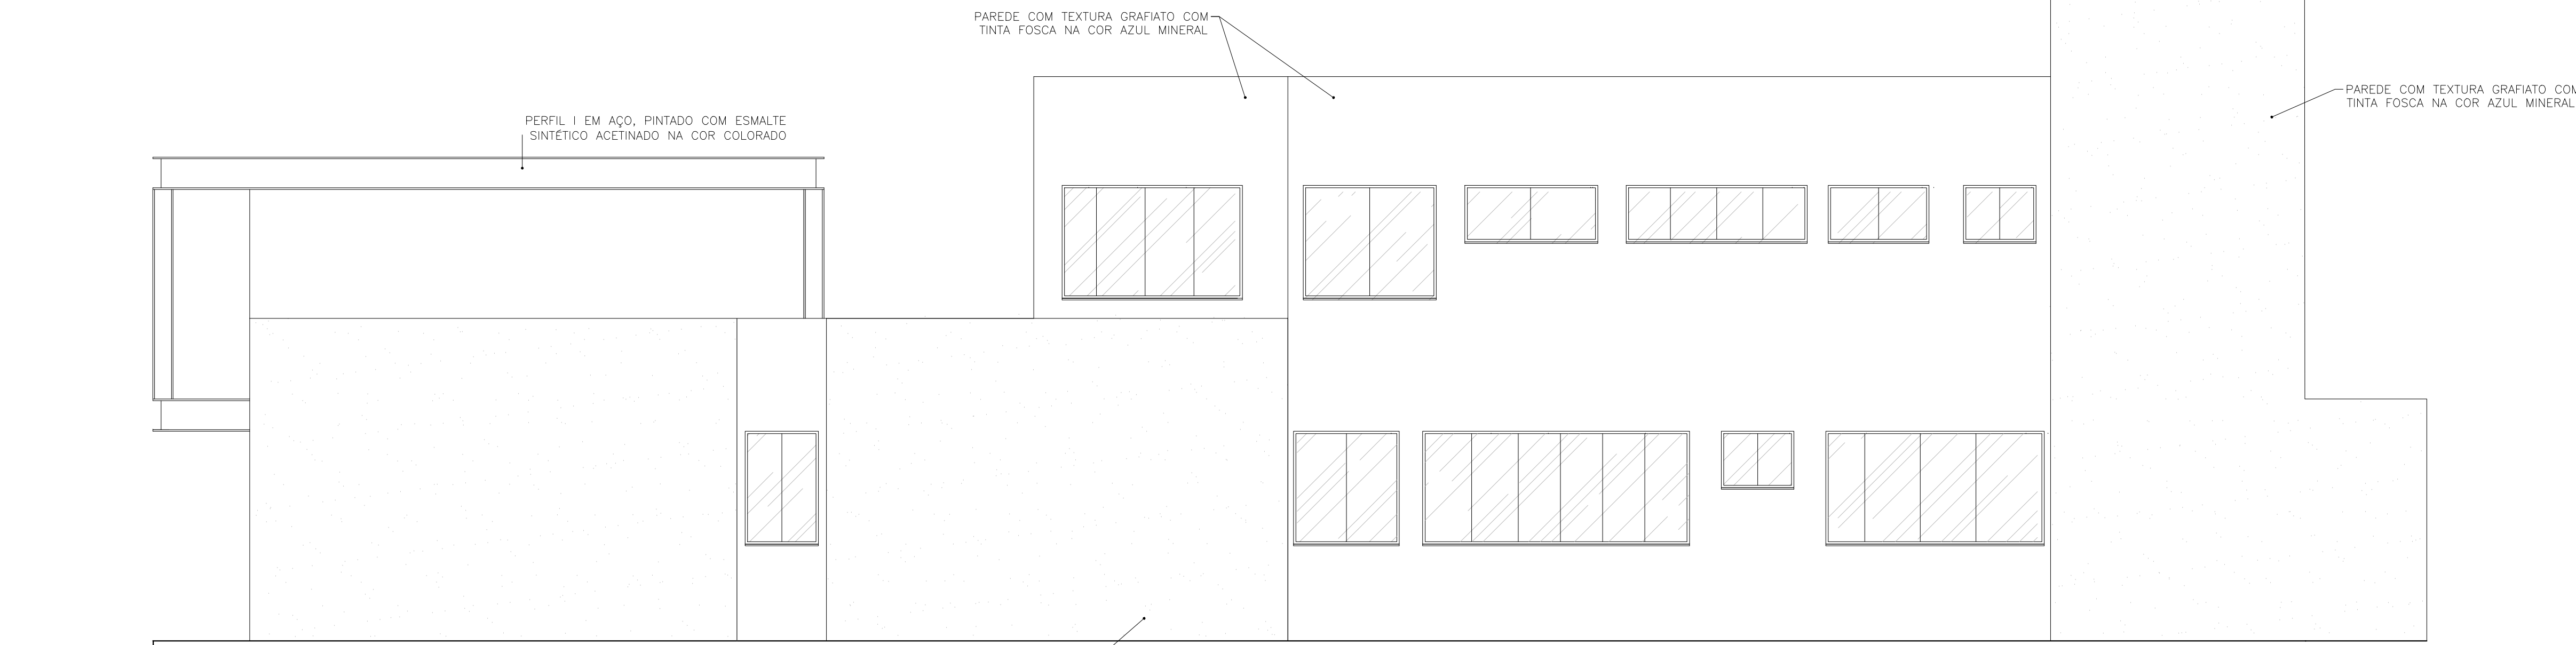 PAREDE COM TEXTURA GRAFIATO COM
TINTA FOSCA NA COR AZUL MINERAL
PERFIL I EM AÇO, PINTADO COM ESMALTE
SINTÉTICO ACETINADO NA COR COLORADO
PAREDE COM TEXTURA GRAFIATO COM
TINTA FOSCA NA COR AZUL MINERAL